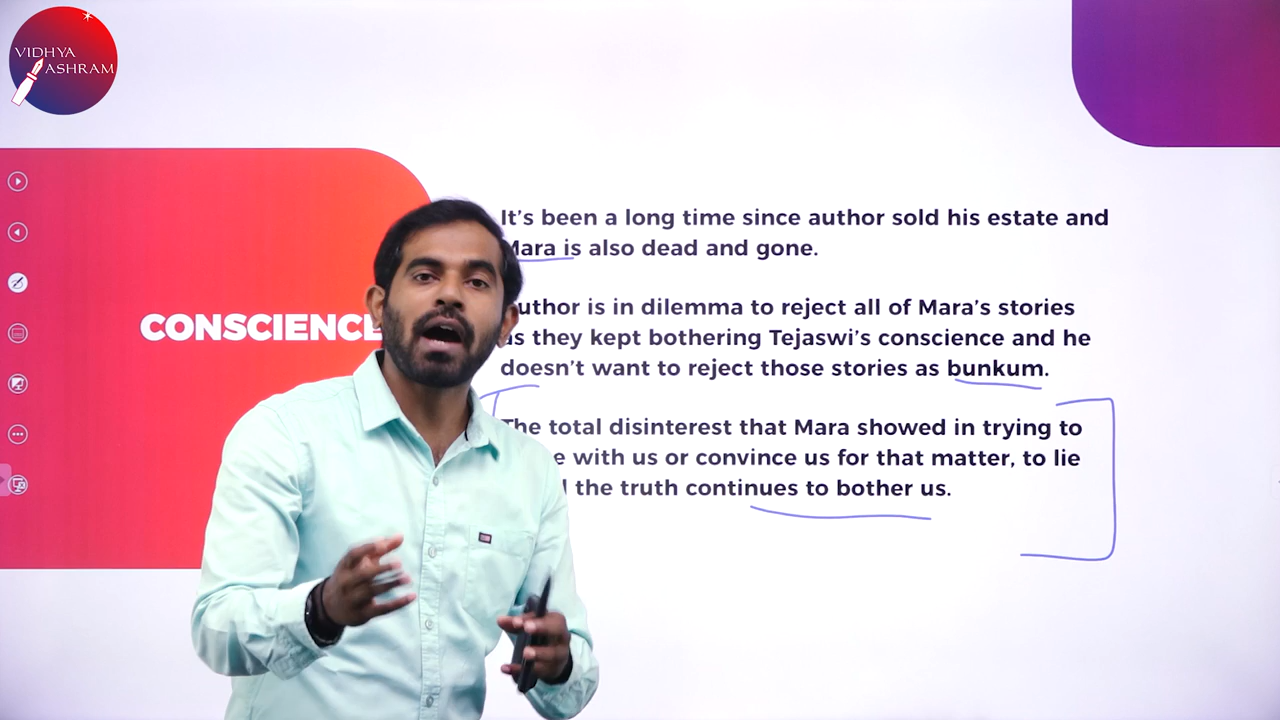 VIDHYA
ASHRAM
CONSCIENCE
It's been a long time since author sold his estate and
Mara is also dead and gone.
author is in dilemma to reject all of Mara's stories
as they kept bothering Tejaswi's conscience and he
doesn't want to reject those stories as bunkum.
The total disinterest that Mara showed in trying to
with us or convince us for that matter, to lie
the truth continues to bother us.